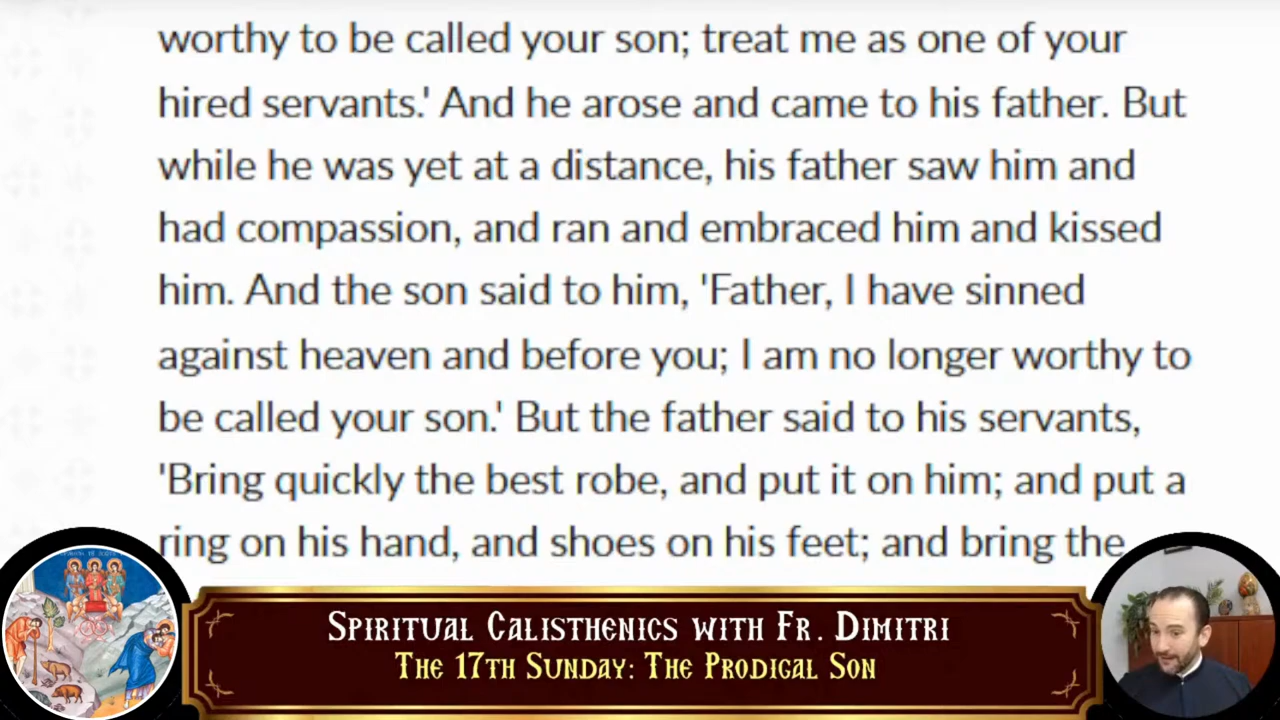 worthy to be called your son; treat me as one of your
hired servants.' And he arose and came to his father. But
while he was yet at a distance, his father saw him and
had compassion, and ran and embraced him and kissed
him. And the son said to him, 'Father, I have sinned
against heaven and before you; I am no longer worthy to
be called your son.' But the father said to his servants,
'Bring quickly the best robe, and put it on him; and put a
ring on his hand, and shoes on his feet; and bring the
Spiritual Calisthenics with Fr. Dimitri
The 17th Sunday: The Prodigal Son